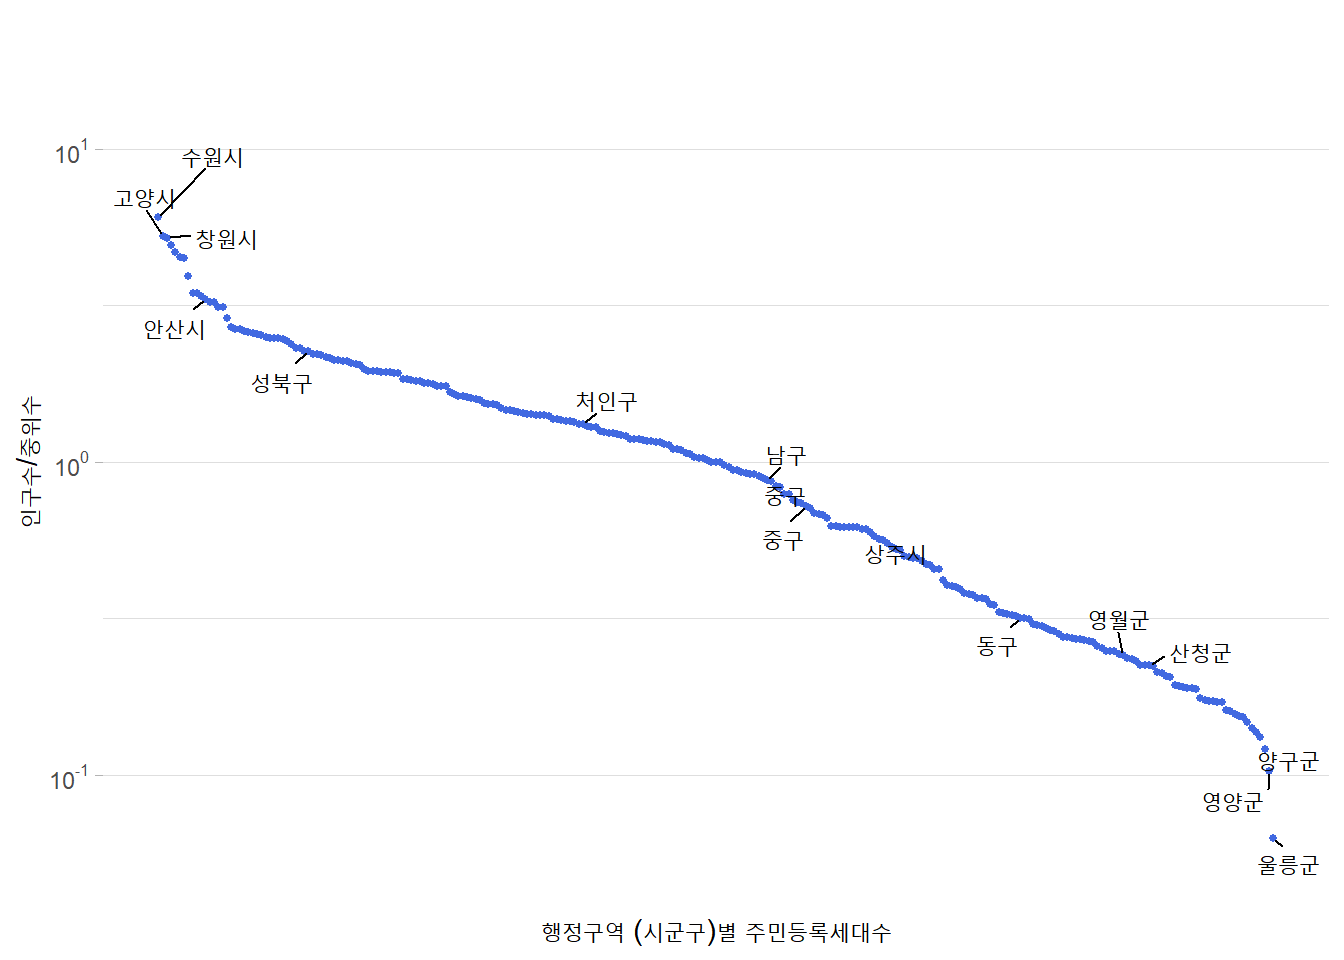 10¹
수원시
고양시
창원시
안산시
성북구
처인구
인구수/중위수
10⁰
남구
중구
중구
상주시
동구
영월군
산청군
양구군
10⁻¹
영양군
울릉군
행정구역 (시군구)별 주민등록세대수